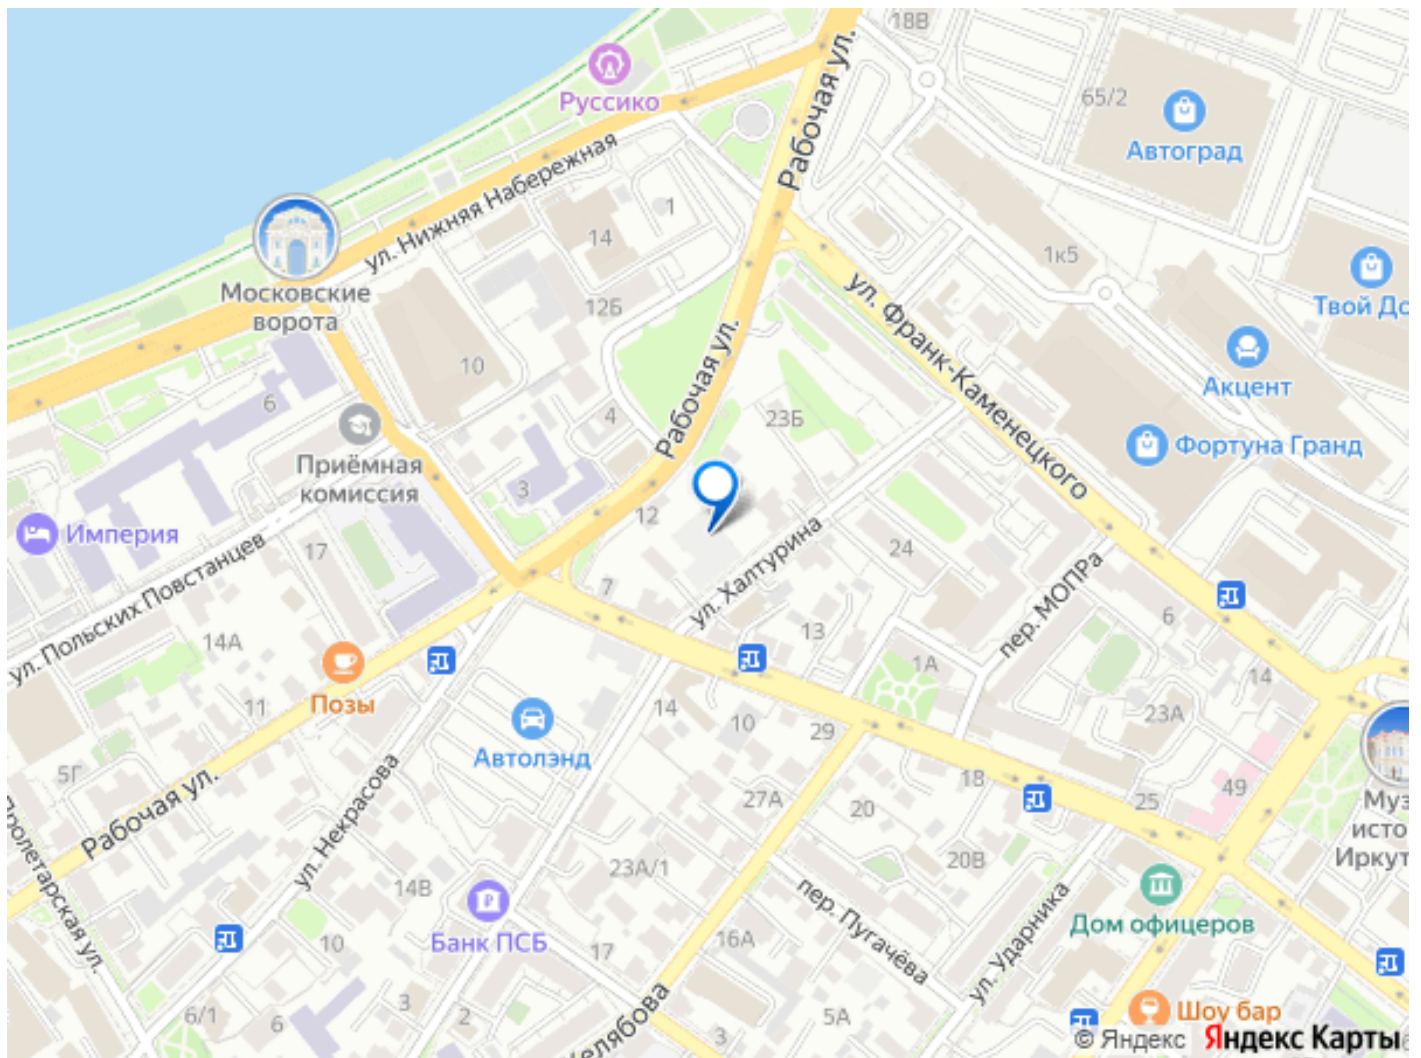 18В
Рабочая ул.
Руссико
65/2
Автоград
ул. Нижняя Набережная
1
14
1к5
Московские
ворота
12Б
ул. Франк-Каменецкого
Твой До
Рабочая ул.
10
Акцент
6
4
23Б
Приёмная
комиссия
Фортуна Гранд
3
12
Империя
17
24
ул. Халтурина
ул. Польских Повстанцев
7
пер. МОПРа
6
14А
13
1А
14
Позы
11
14
10
29
23А
Автолэнд
5Г
Рабочая ул.
18
49
ул. Некрасова
27А
20
25
Муз
исто
Иркут
Пролетарская ул.
14В
23А/1
20В
пер. Пугачёва
ул. Ударника
Дом офицеров
Банк ПСБ
10
17
16А
6/1
6
3
2
Желябова
3
5А
Шоу бар
© Яндекс Яндекс Карты